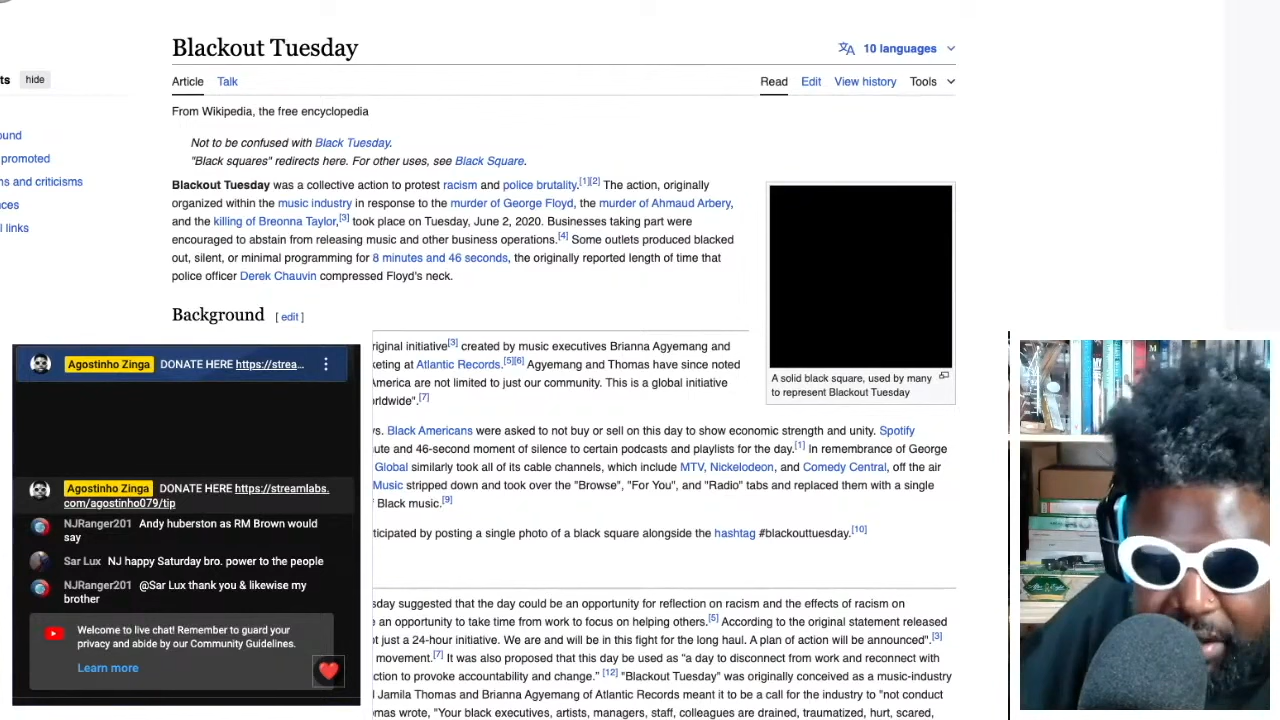 Blackout Tuesday
10 languages
ts hide
Article Talk Read Edit View history Tools
From Wikipedia, the free encyclopedia
ound
promoted
ns and criticisms
ces
l links
Not to be confused with Black Tuesday.
"Black squares" redirects here. For other uses, see Black Square.
Blackout Tuesday was a collective action to protest racism and police brutality.[1][2] The action, originally
organized within the music industry in response to the murder of George Floyd, the murder of Ahmaud Arbery,
and the killing of Breonna Taylor,[3] took place on Tuesday, June 2, 2020. Businesses taking part were
encouraged to abstain from releasing music and other business operations.[4] Some outlets produced blacked
out, silent, or minimal programming for 8 minutes and 46 seconds, the originally reported length of time that
police officer Derek Chauvin compressed Floyd's neck.
A solid black square, used by many
to represent Blackout Tuesday
Background [ edit ]
riginal initiative[3] created by music executives Brianna Agyemang and
keting at Atlantic Records.[5][6] Agyemang and Thomas have since noted
America are not limited to just our community. This is a global initiative
rldwide".[7]
s. Black Americans were asked to not buy or sell on this day to show economic strength and unity. Spotify
ute and 46-second moment of silence to certain podcasts and playlists for the day.[1] In remembrance of George
Global similarly took all of its cable channels, which include MTV, Nickelodeon, and Comedy Central, off the air
Music stripped down and took over the "Browse", "For You", and "Radio" tabs and replaced them with a single
f Black music.[9]
ticipated by posting a single photo of a black square alongside the hashtag #blackouttuesday.[10]
sday suggested that the day could be an opportunity for reflection on racism and the effects of racism on
e an opportunity to take time from work to focus on helping others.[5] According to the original statement released
t just a 24-hour initiative. We are and will be in this fight for the long haul. A plan of action will be announced".[3]
movement.[7] It was also proposed that this day be used as "a day to disconnect from work and reconnect with
ction to provoke accountability and change." [12] "Blackout Tuesday" was originally conceived as a music-industry
Jamila Thomas and Brianna Agyemang of Atlantic Records meant it to be a call for the industry to "not conduct
mas wrote, "Your black executives, artists, managers, staff, colleagues are drained, traumatized, hurt, scared,
Agostinho Zinga DONATE HERE https://strea...
Agostinho Zinga DONATE HERE https://streamlabs.
com/agostinho079/tip
NJRanger201 Andy huberston as RM Brown would
say
Sar Lux NJ happy Saturday bro. power to the people
NJRanger201 @Sar Lux thank you & likewise my
brother
Welcome to live chat! Remember to guard your
privacy and abide by our Community Guidelines.
Learn more